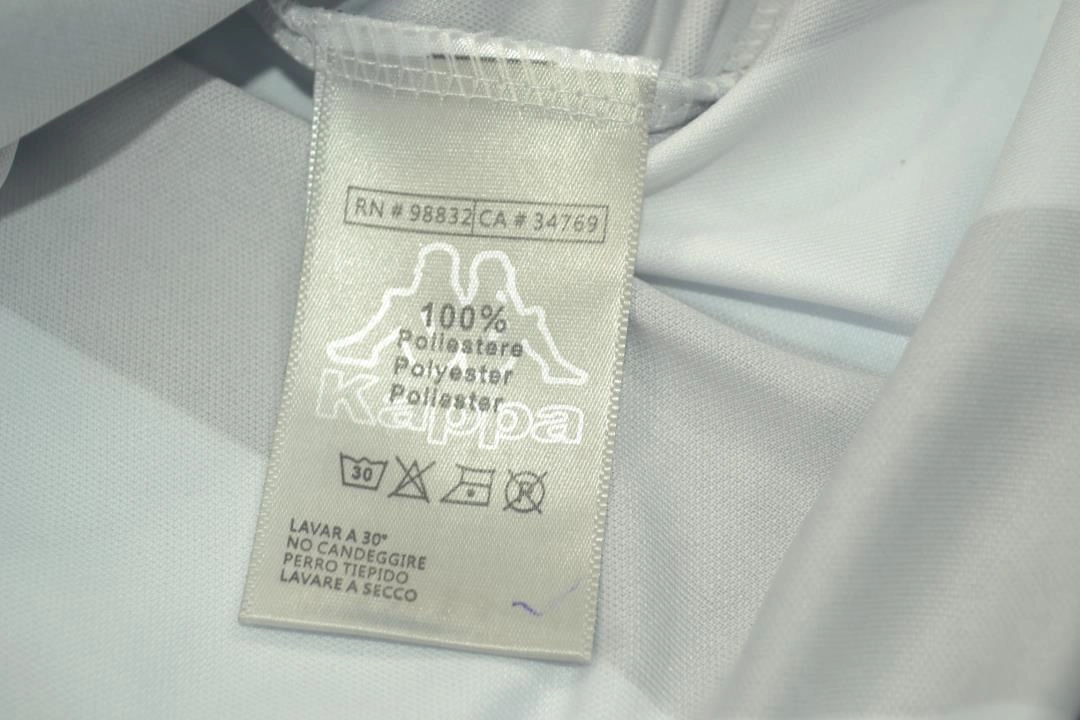 RN # 98832 CA # 34769
100%
Poliestere
Polyester
Poliester
Kappa
30
LAVAR A 30°
NO CANDEGGIRE
PERRO TIEPIDO
LAVARE A SECCO